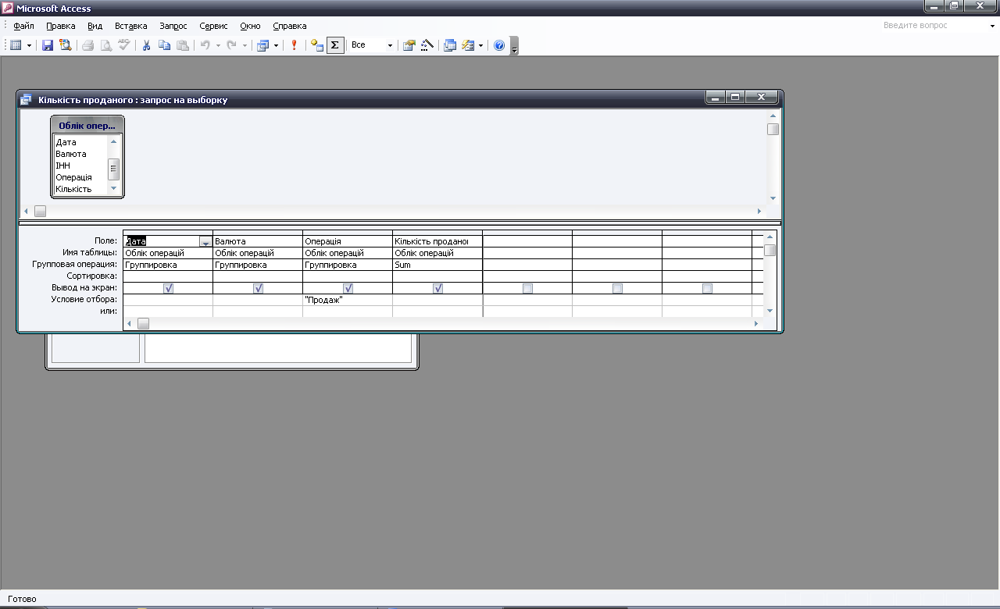 Microsoft Access
Файл Правка Вид Вставка Запрос Сервис Окно Справка Введите вопрос
ABC Σ Все
Кількість проданого : запрос на выборку
Облік опер...
Дата
Валюта
ІНН
Операція
Кількість
Поле: Дата Валюта Операція Кількість проданог
Имя таблицы: Облік операцій Облік операцій Облік операцій Облік операцій
Групповая операция: Группировка Группировка Группировка Sum
Сортировка:
Вывод на экран:
Условие отбора: "Продаж"
или:
Готово